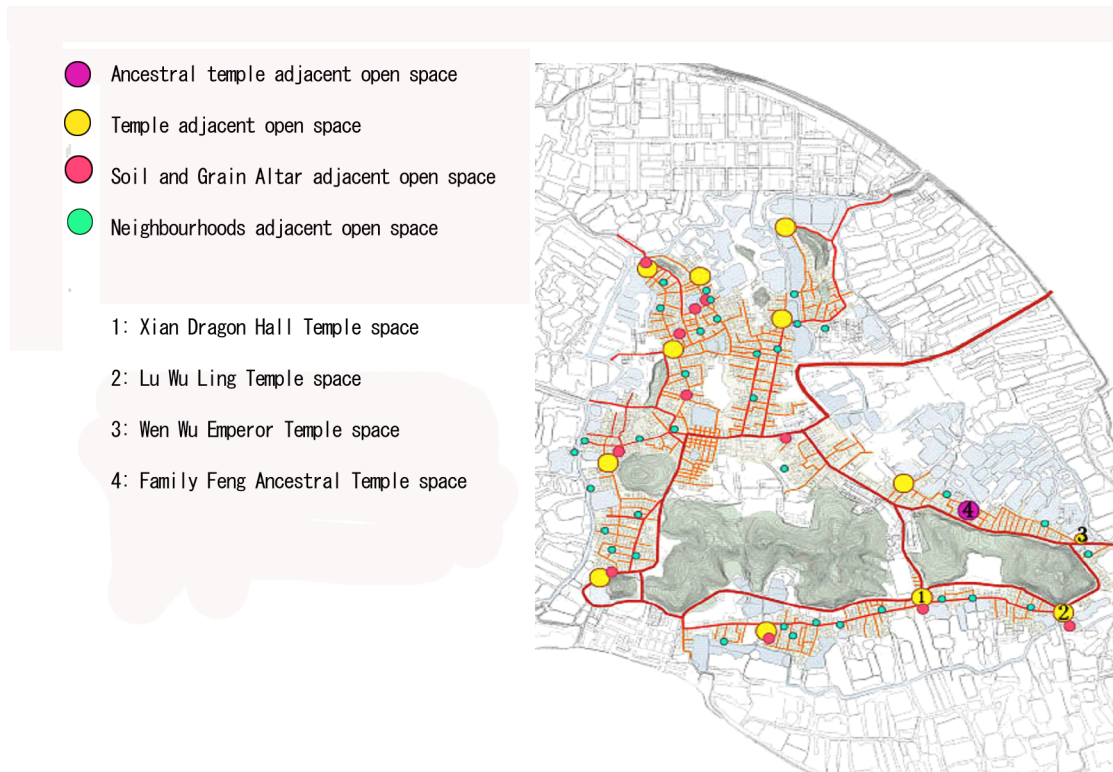 Ancestral temple adjacent open space
Temple adjacent open space
Soil and Grain Altar adjacent open space
Neighbourhoods adjacent open space
1: Xian Dragon Hall Temple space
2: Lu Wu Ling Temple space
3: Wen Wu Emperor Temple space
4: Family Feng Ancestral Temple space
4
3
1
2